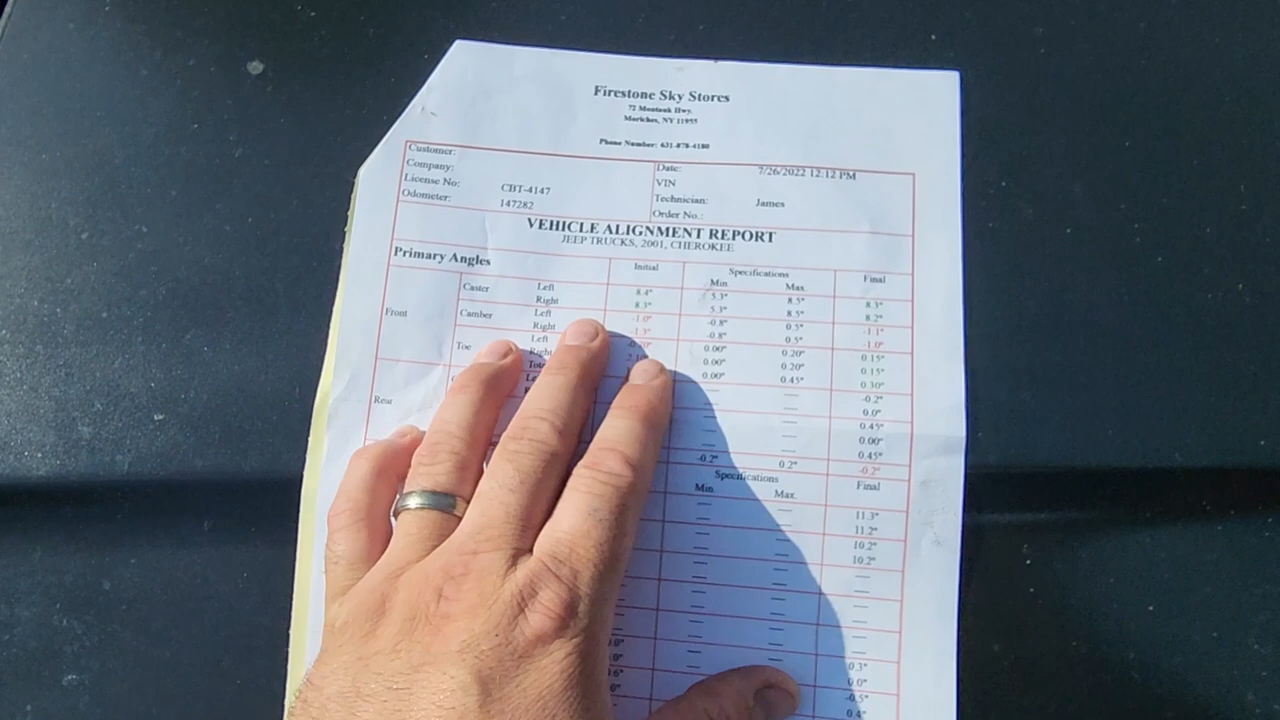 Firestone Sky Stores
72 Montauk Hwy.
Moriches, NY 11955
Phone Number: 631-878-4180
Customer:
Company:
License No: CBT-4147
Odometer: 147282
Date: 7/26/2022 12:12 PM
VIN
Technician: James
Order No.:
VEHICLE ALIGNMENT REPORT
JEEP TRUCKS, 2001, CHEROKEE
Primary Angles Initial Specifications Final
Min. Max.
Front Caster Left 8.4° 5.3° 8.5° 8.3°
Right 8.3° 5.3° 8.5° 8.2°
Camber Left -1.0° -0.8° 0.5° -1.1°
Right -1.3° -0.8° 0.5° -1.0°
Toe Left 0.00° 0.20° 0.15°
Right 0.00° 0.20° 0.15°
0.00° 0.45° 0.30°
Rear — — -0.2°
— — 0.0°
— — 0.45°
— — 0.00°
— — 0.45°
-0.2° 0.2° -0.2°
Specifications Final
Min. Max.
— — 11.3°
— — 11.2°
— — 10.2°
— — 10.2°
— — —
— — —
— — —
— — —
— — —
— — —
0.3°
0.0°
-0.5°
0.4°